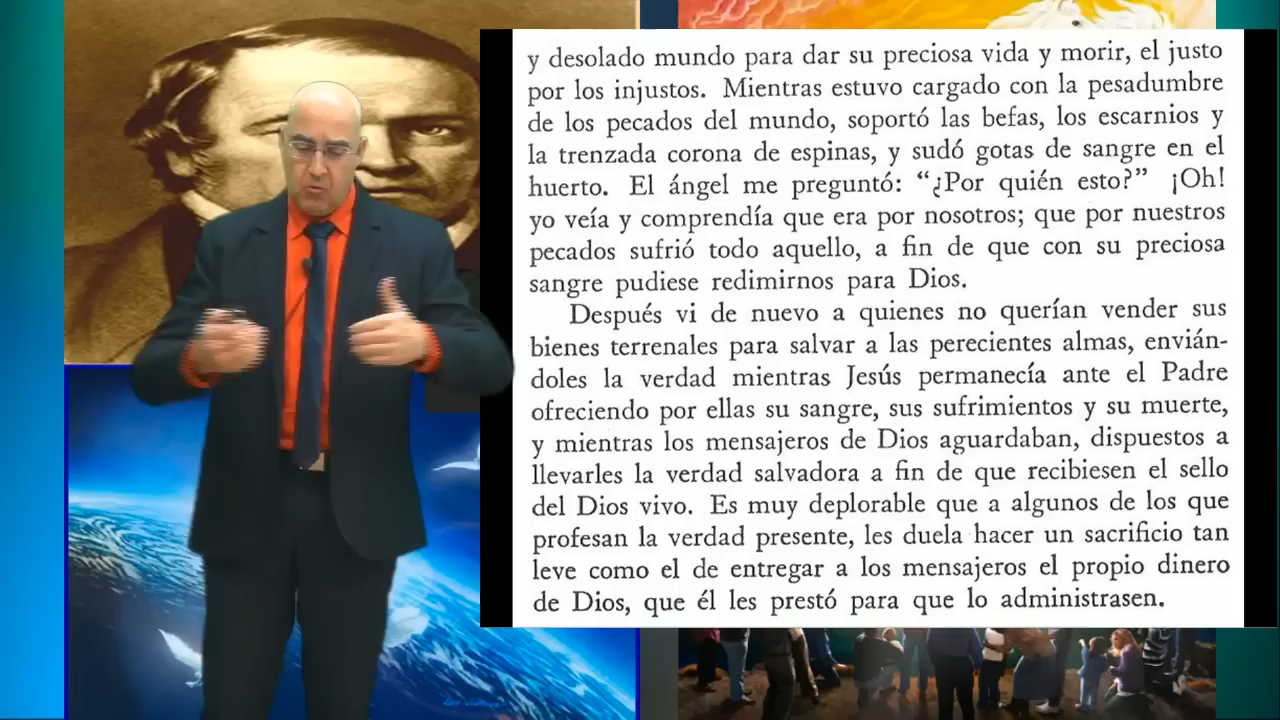 y desolado mundo para dar su preciosa vida y morir, el justo
por los injustos. Mientras estuvo cargado con la pesadumbre
de los pecados del mundo, soportó las befas, los escarnios y
la trenzada corona de espinas, y sudó gotas de sangre en el
huerto. El ángel me preguntó: “¿Por quién esto?” ¡Oh!
yo veía y comprendía que era por nosotros; que por nuestros
pecados sufrió todo aquello, a fin de que con su preciosa
sangre pudiese redimirnos para Dios.
Después vi de nuevo a quienes no querían vender sus
bienes terrenales para salvar a las perecientes almas, envián-
doles la verdad mientras Jesús permanecía ante el Padre
ofreciendo por ellas su sangre, sus sufrimientos y su muerte,
y mientras los mensajeros de Dios aguardaban, dispuestos a
llevarles la verdad salvadora a fin de que recibiesen el sello
del Dios vivo. Es muy deplorable que a algunos de los que
profesan la verdad presente, les duela hacer un sacrificio tan
leve como el de entregar a los mensajeros el propio dinero
de Dios, que él les prestó para que lo administrasen.